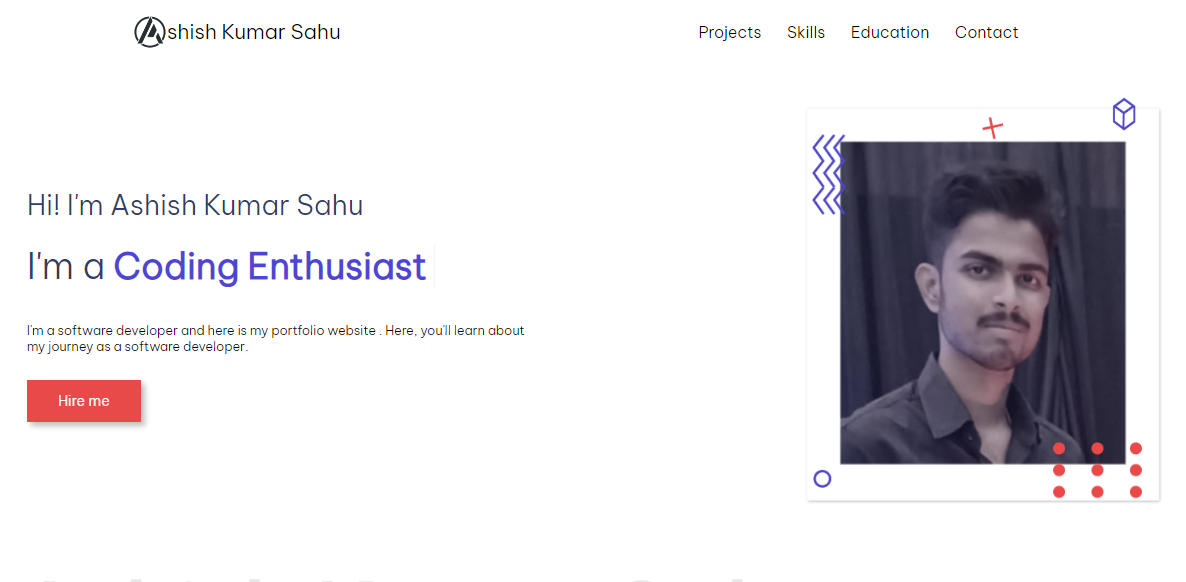 Ashish Kumar Sahu
Projects Skills Education Contact
Hi! I'm Ashish Kumar Sahu
I'm a Coding Enthusiast
I'm a software developer and here is my portfolio website . Here, you'll learn about
my journey as a software developer.
Hire me